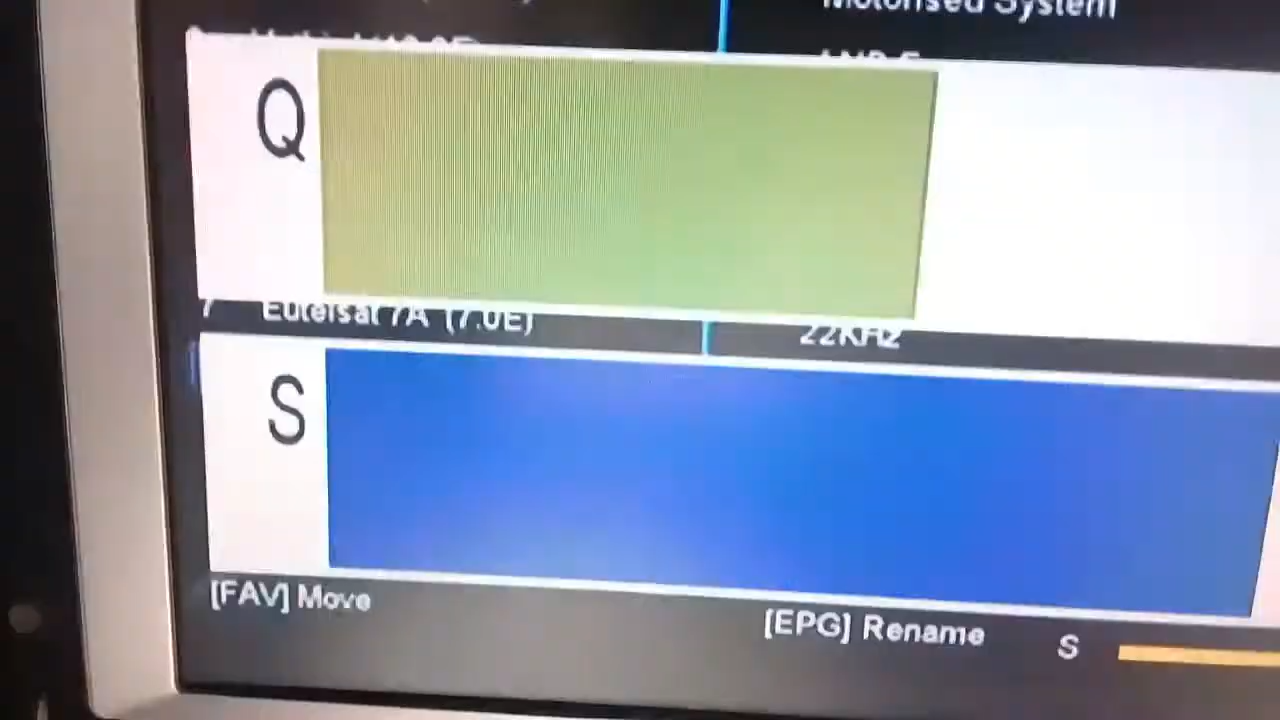 Motorised System
Q
Eutelsat 7A (7.0E)
22KHz
S
[FAV] Move
[EPG] Rename
S